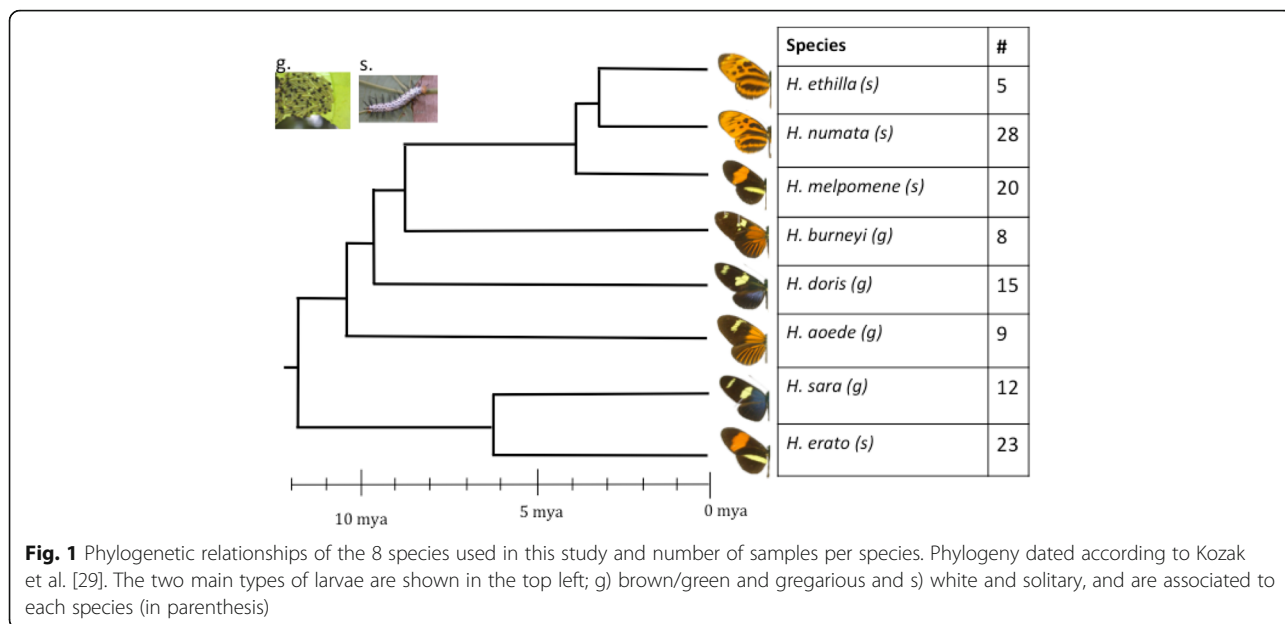 g. s.
Species #
H. ethilla (s) 5
H. numata (s) 28
H. melpomene (s) 20
H. burneyi (g) 8
H. doris (g) 15
H. aoede (g) 9
H. sara (g) 12
H. erato (s) 23
10 mya 5 mya 0 mya
Fig. 1 Phylogenetic relationships of the 8 species used in this study and number of samples per species. Phylogeny dated according to Kozak
et al. [29]. The two main types of larvae are shown in the top left; g) brown/green and gregarious and s) white and solitary, and are associated to
each species (in parenthesis)